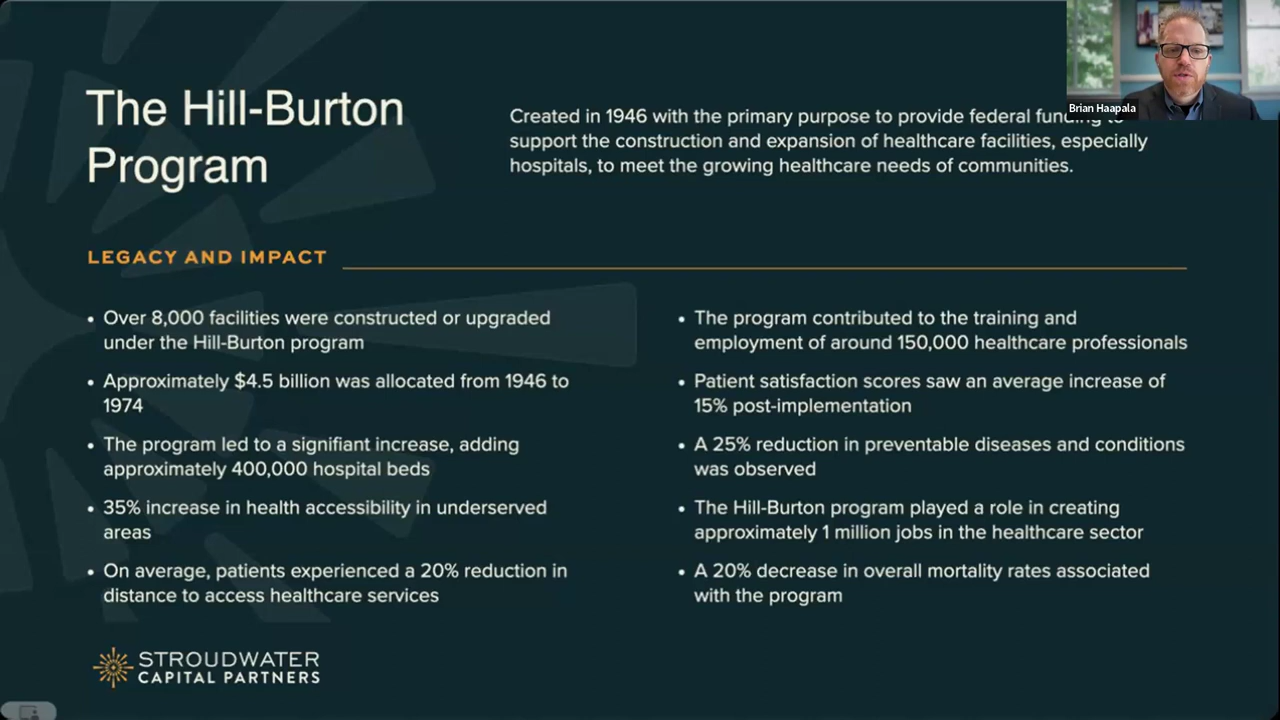 Brian Haapala
The Hill-Burton
Program
Created in 1946 with the primary purpose to provide federal funding to
support the construction and expansion of healthcare facilities, especially
hospitals, to meet the growing healthcare needs of communities.
LEGACY AND IMPACT
• Over 8,000 facilities were constructed or upgraded
under the Hill-Burton program
• Approximately $4.5 billion was allocated from 1946 to
1974
• The program led to a signifiant increase, adding
approximately 400,000 hospital beds
• 35% increase in health accessibility in underserved
areas
• On average, patients experienced a 20% reduction in
distance to access healthcare services
• The program contributed to the training and
employment of around 150,000 healthcare professionals
• Patient satisfaction scores saw an average increase of
15% post-implementation
• A 25% reduction in preventable diseases and conditions
was observed
• The Hill-Burton program played a role in creating
approximately 1 million jobs in the healthcare sector
• A 20% decrease in overall mortality rates associated
with the program
STROUDWATER
CAPITAL PARTNERS